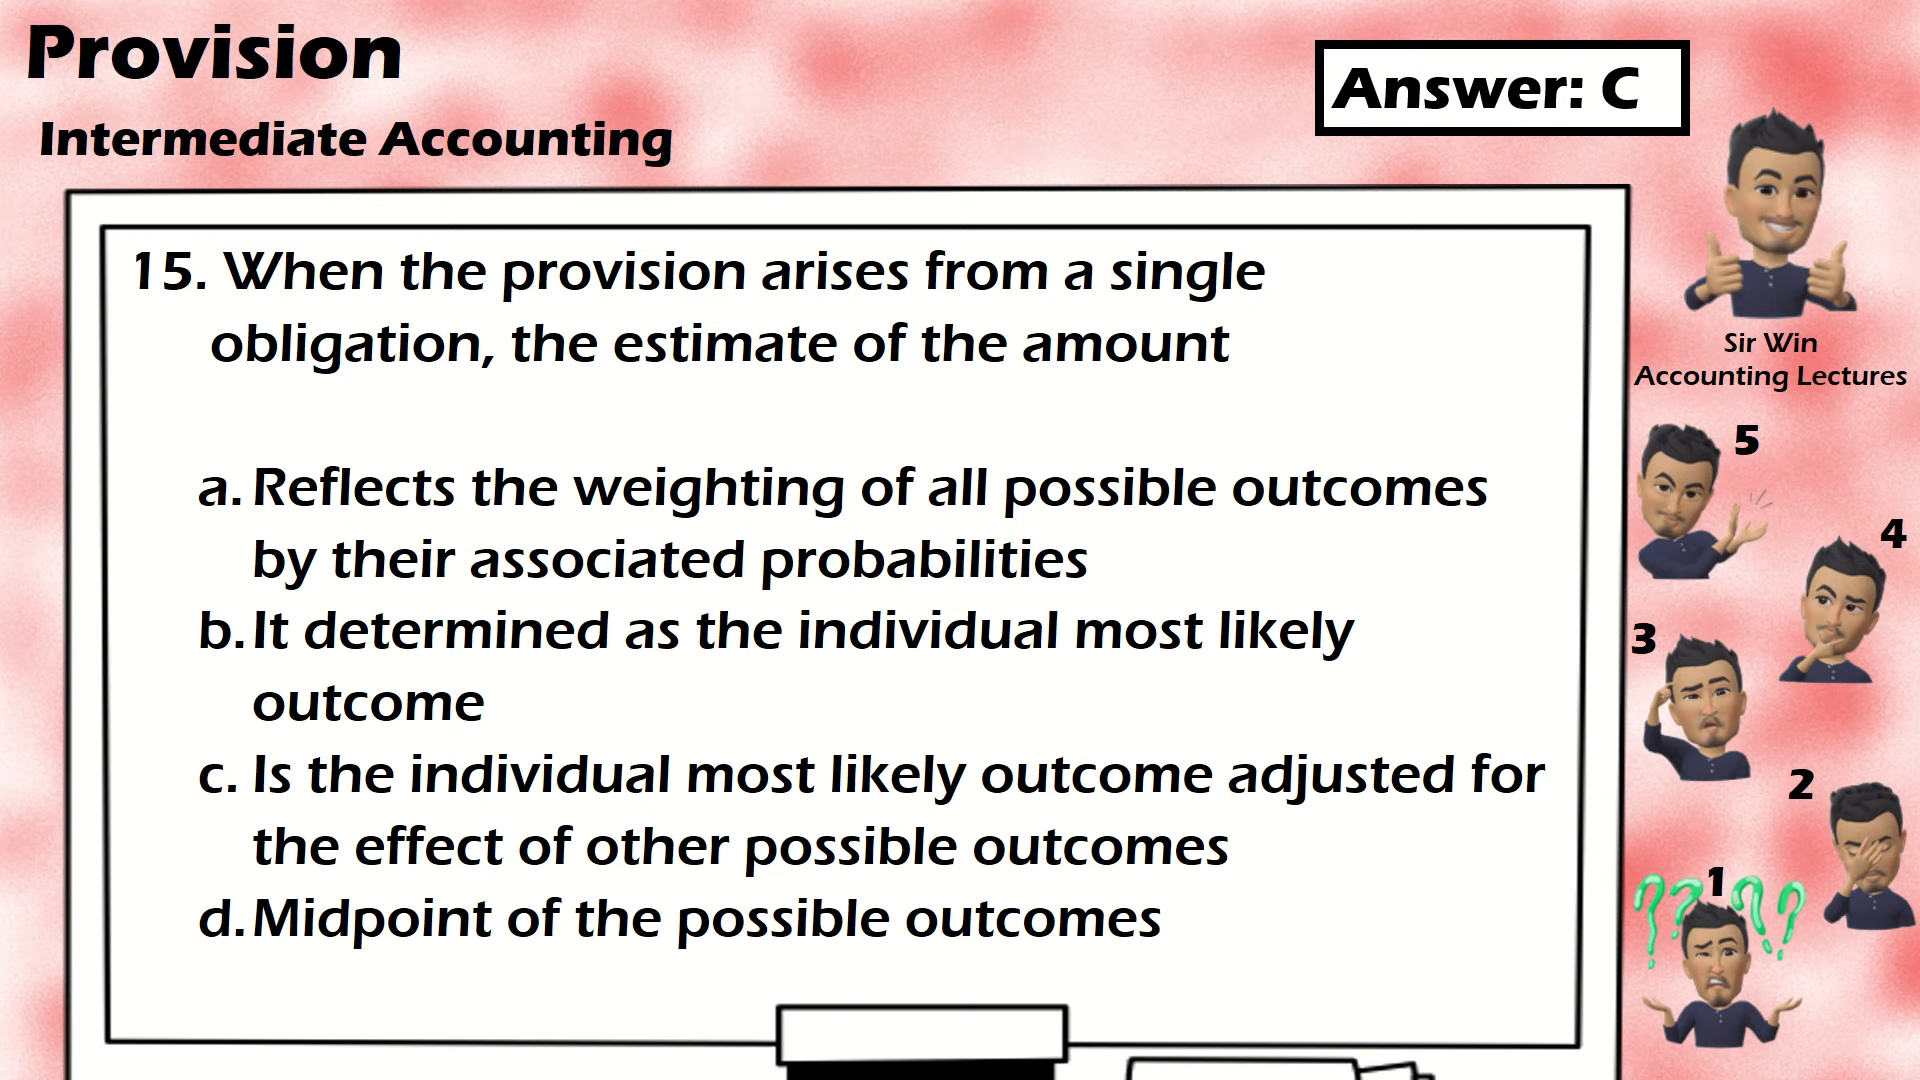 Provision
Intermediate Accounting
Answer: C
15. When the provision arises from a single
obligation, the estimate of the amount
a. Reflects the weighting of all possible outcomes
by their associated probabilities
b. It determined as the individual most likely
outcome
c. Is the individual most likely outcome adjusted for
the effect of other possible outcomes
d. Midpoint of the possible outcomes
Sir Win
Accounting Lectures
5
4
3
2
1
????